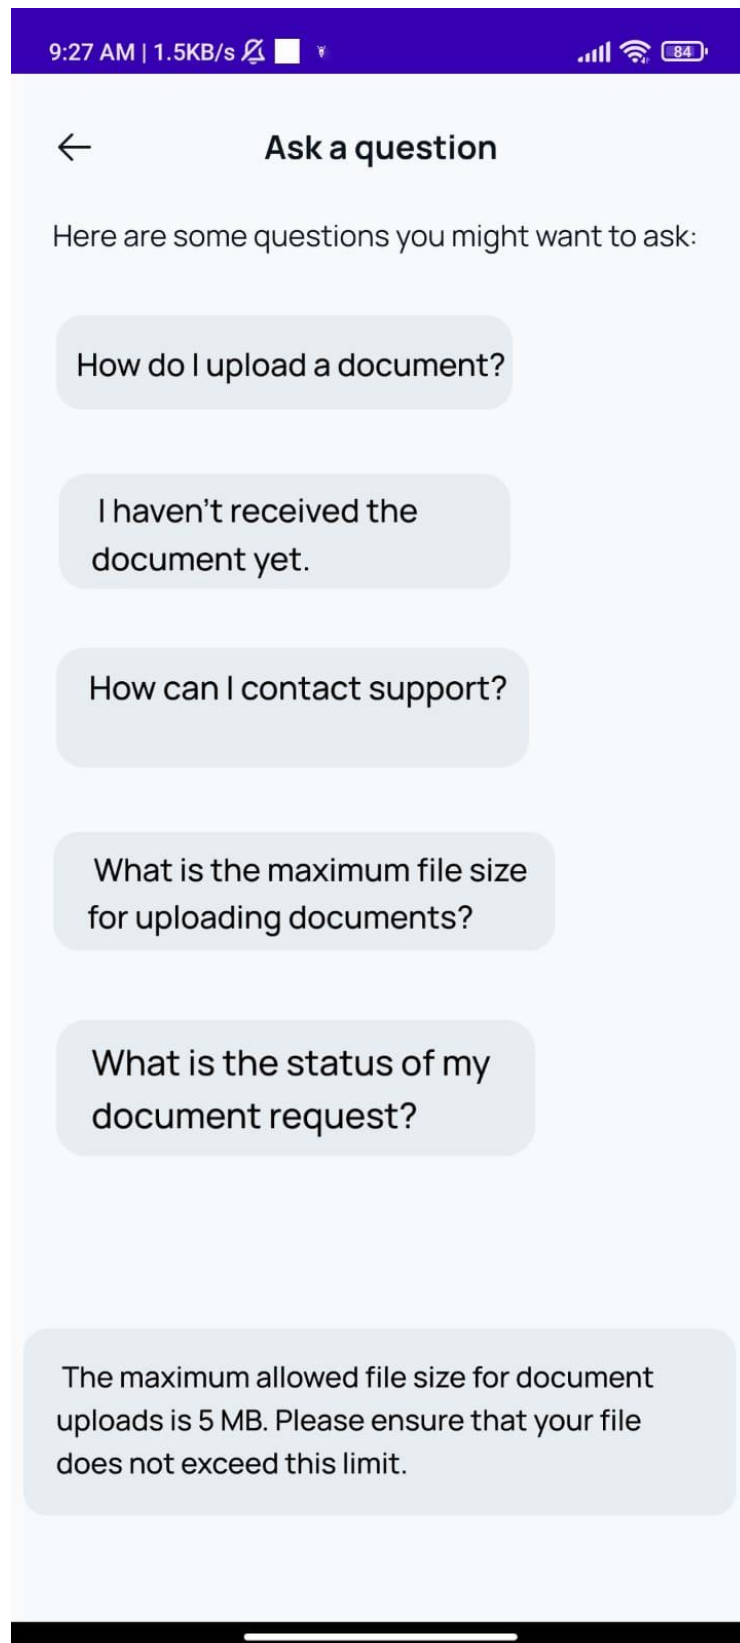 9:27 AM | 1.5KB/s
84
Ask a question
Here are some questions you might want to ask:
How do I upload a document?
I haven't received the
document yet.
How can I contact support?
What is the maximum file size
for uploading documents?
What is the status of my
document request?
The maximum allowed file size for document
uploads is 5 MB. Please ensure that your file
does not exceed this limit.